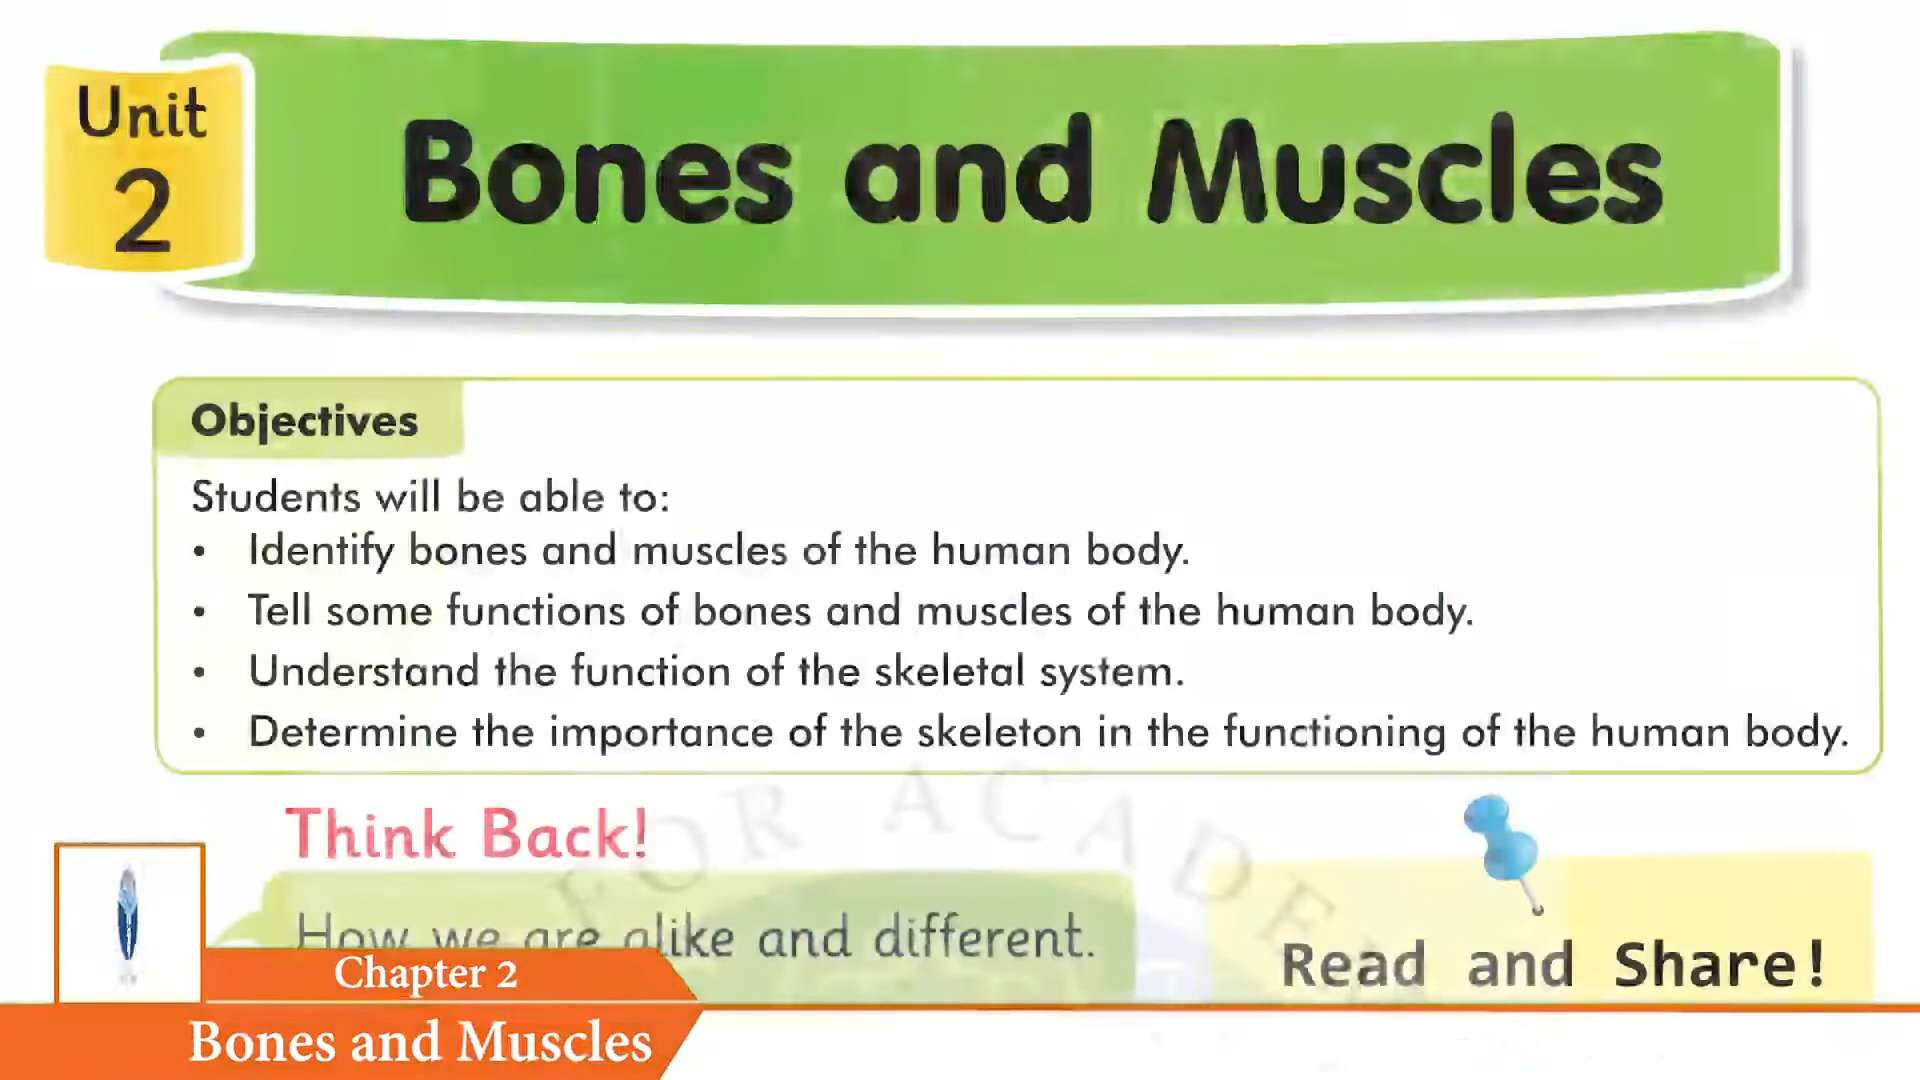 Unit
2
Bones and Muscles
Objectives
Students will be able to:
• Identify bones and muscles of the human body.
• Tell some functions of bones and muscles of the human body.
• Understand the function of the skeletal system.
• Determine the importance of the skeleton in the functioning of the human body.
Think Back!
FOR ACADE
How we are alike and different.
Read and Share!
Chapter 2
Bones and Muscles